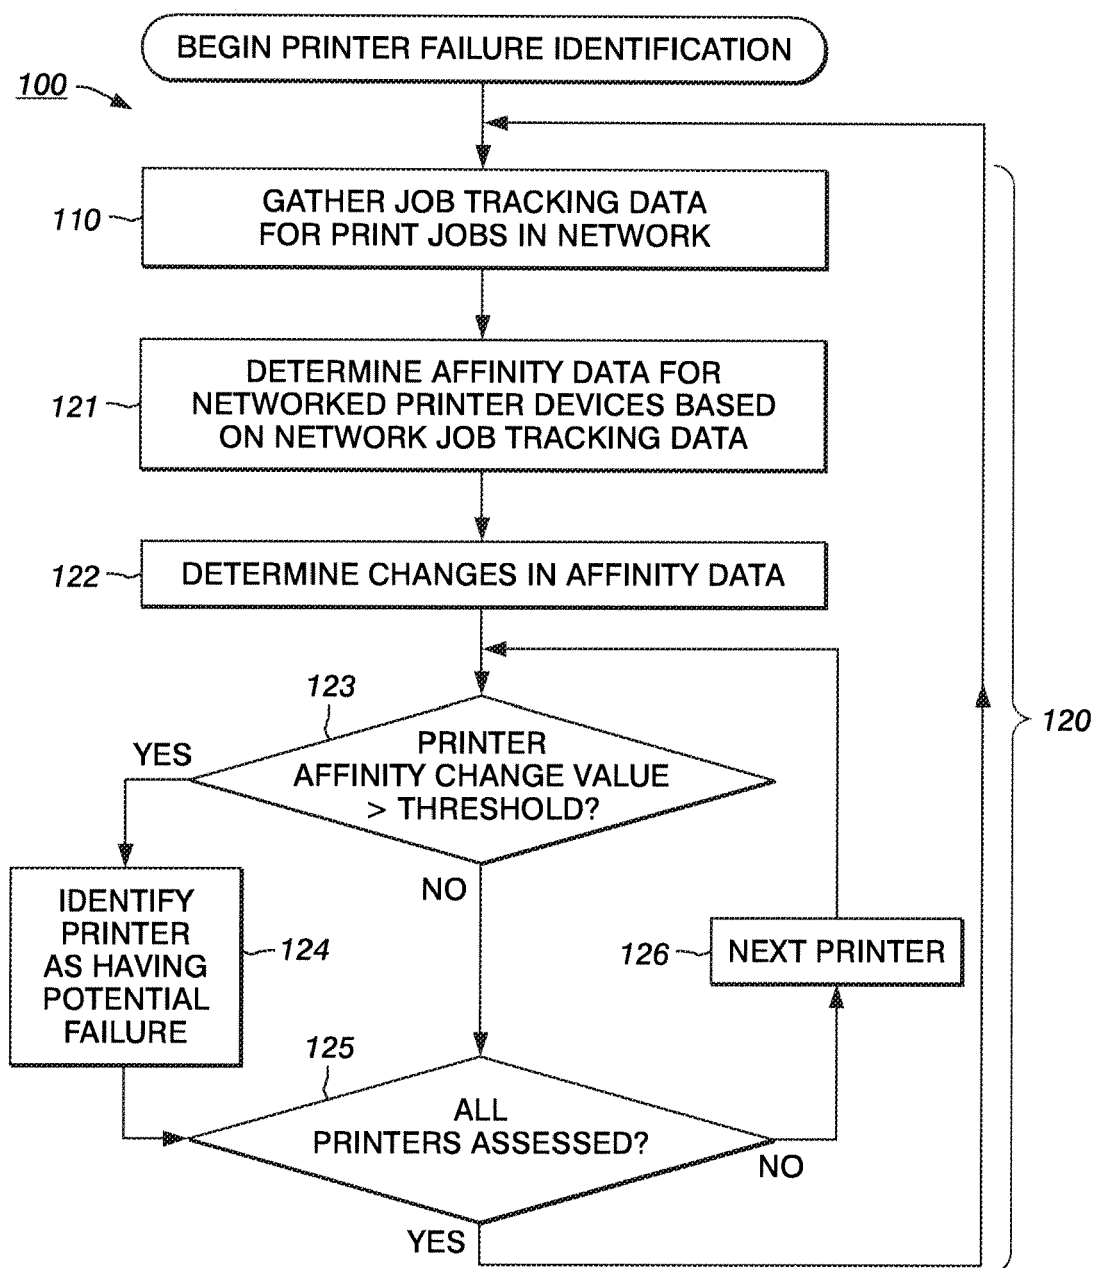 BEGIN PRINTER FAILURE IDENTIFICATION
100
110
GATHER JOB TRACKING DATA
FOR PRINT JOBS IN NETWORK
121
DETERMINE AFFINITY DATA FOR
NETWORKED PRINTER DEVICES BASED
ON NETWORK JOB TRACKING DATA
122
DETERMINE CHANGES IN AFFINITY DATA
120
123
YES
PRINTER
AFFINITY CHANGE VALUE
> THRESHOLD?
NO
IDENTIFY
PRINTER
AS HAVING
POTENTIAL
FAILURE
124
126
NEXT PRINTER
125
ALL
PRINTERS ASSESSED?
NO
YES